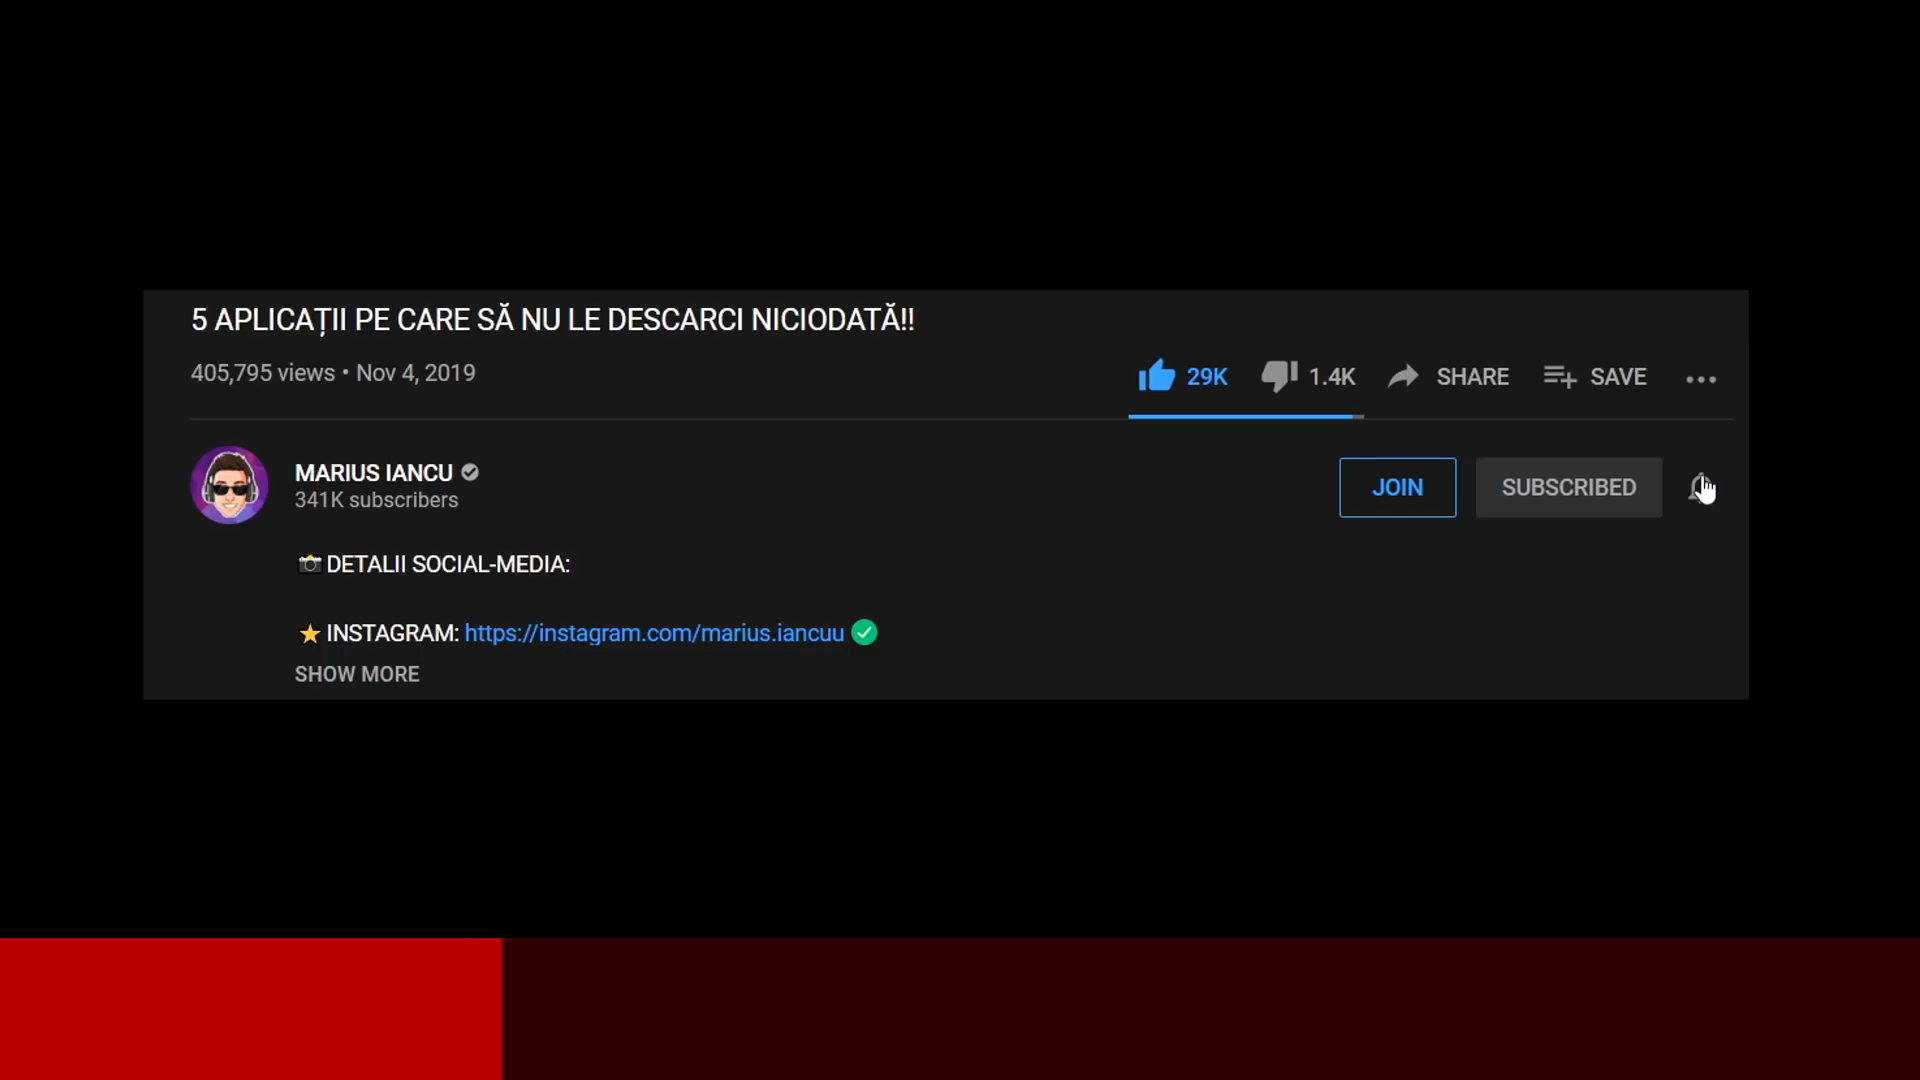 5 APLICAȚII PE CARE SĂ NU LE DESCARCI NICIODATĂ!!
405,795 views • Nov 4, 2019
29K 1.4K SHARE SAVE
MARIUS IANCU
341K subscribers
JOIN SUBSCRIBED
DETALII SOCIAL-MEDIA:
INSTAGRAM: https://instagram.com/marius.iancuu
SHOW MORE